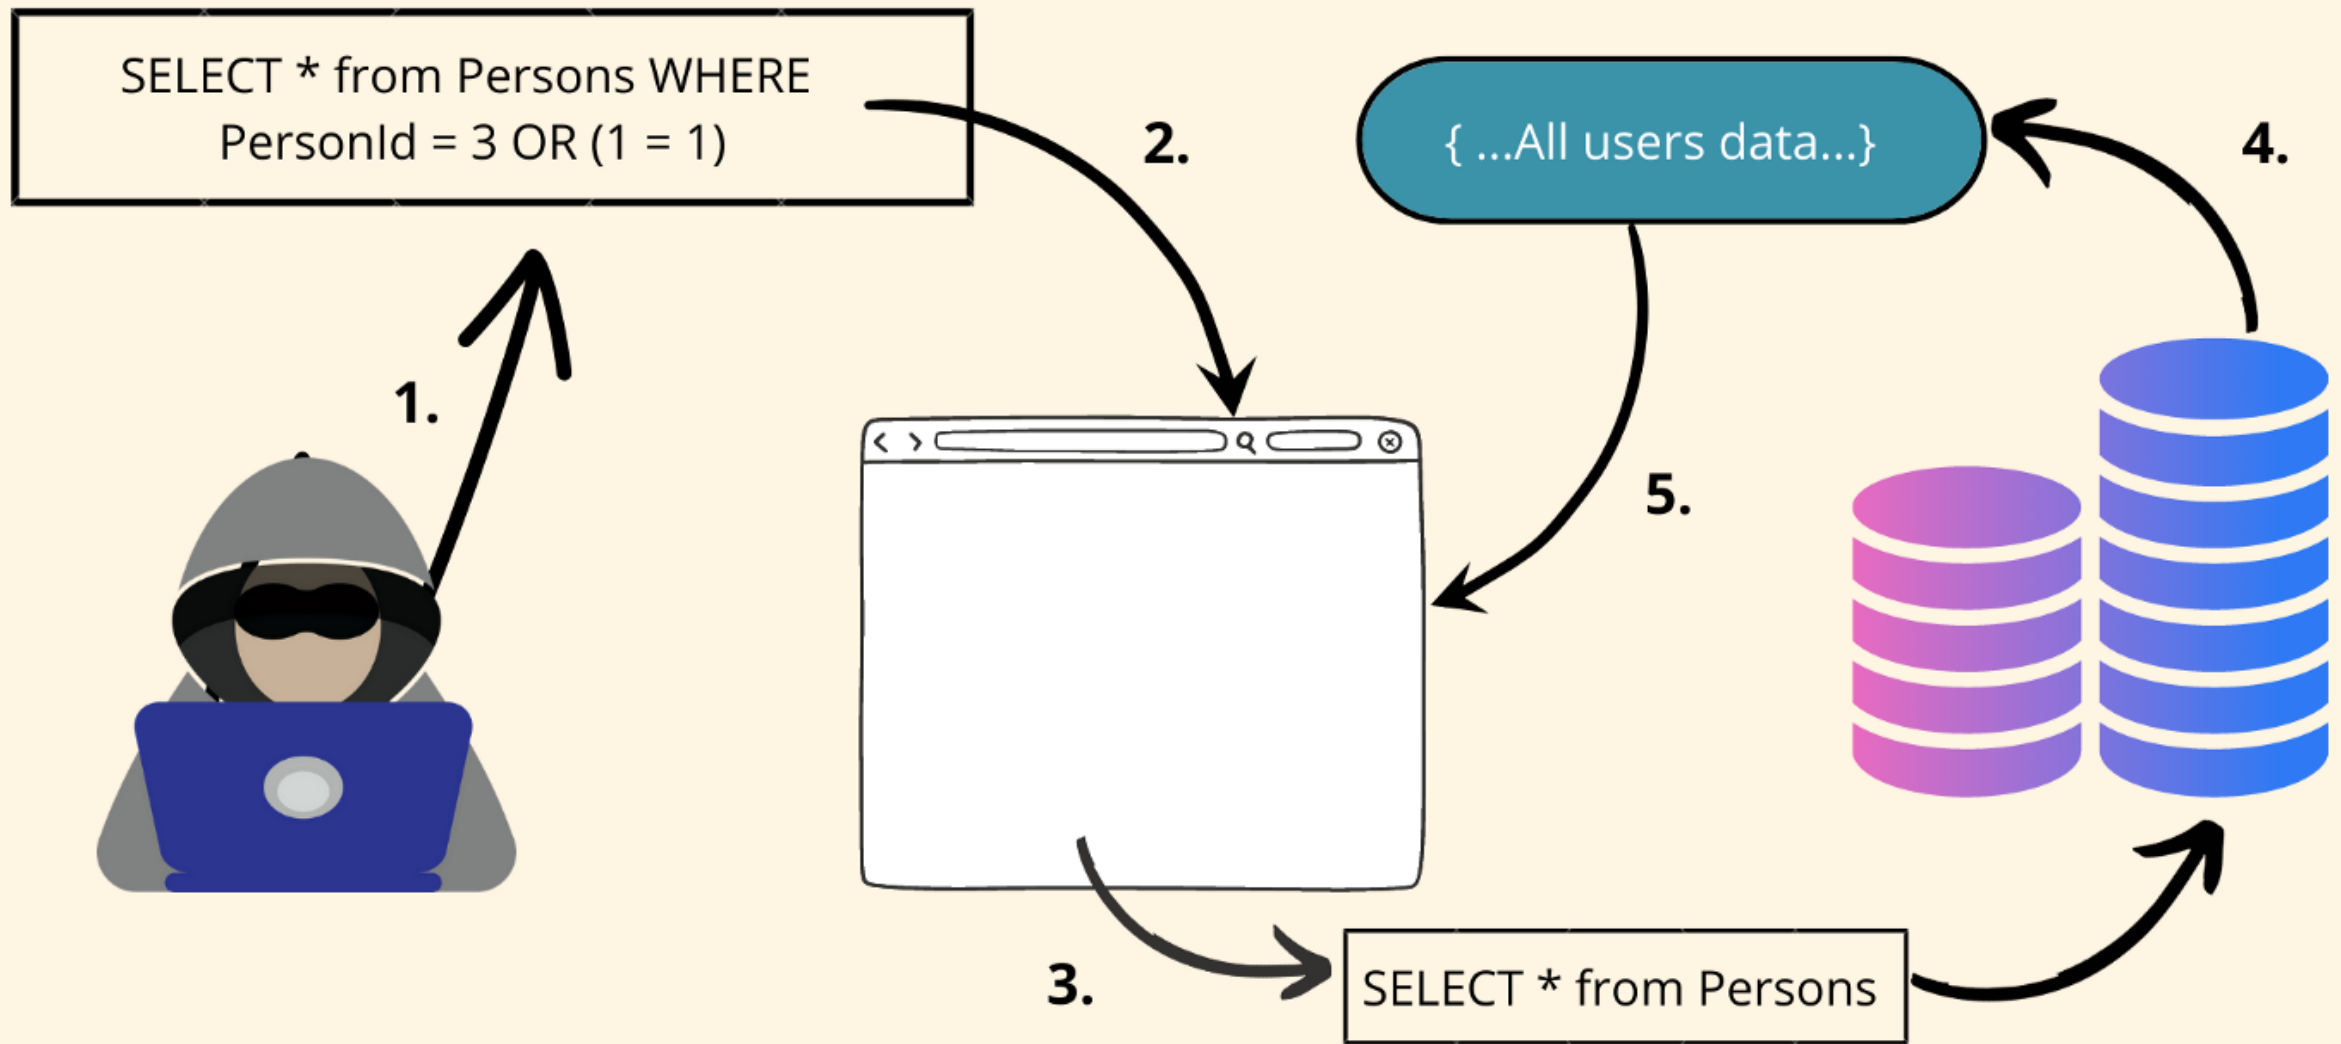 SELECT * from Persons WHERE
PersonId = 3 OR (1 = 1)
1.
2.
{ ...All users data...}
4.
5.
3.
SELECT * from Persons